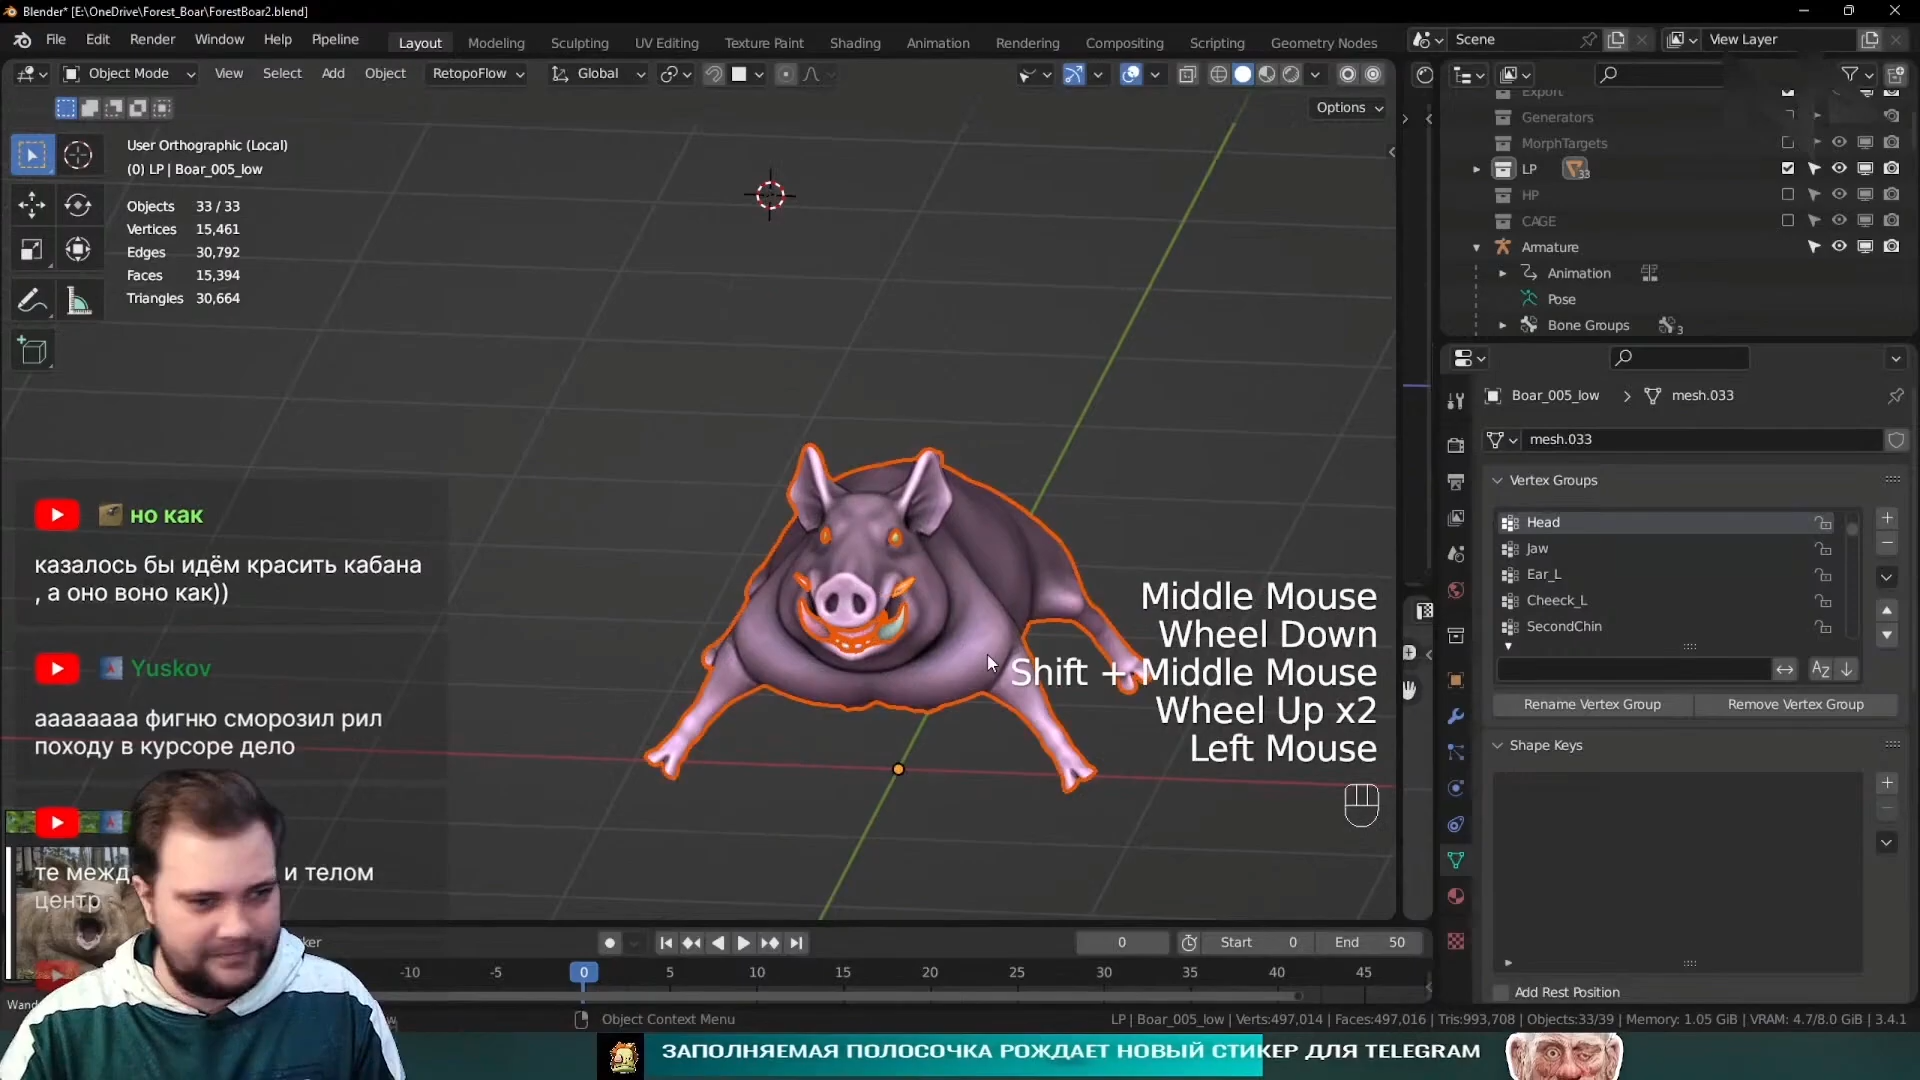 Blender* [E:\OneDrive\Forest_Boar\ForestBoar2.blend]
File Edit Render Window Help Pipeline
Layout Modeling Sculpting UV Editing Texture Paint Shading Animation Rendering Compositing Scripting Geometry Nodes
Scene
View Layer
Object Mode View Select Add Object RetopoFlow Global
Options
User Orthographic (Local)
(0) LP | Boar_005_low
Objects 33 / 33
Vertices 15,461
Edges 30,792
Faces 15,394
Triangles 30,664
но как
казалось бы идём красить кабана
, а оно воно как))
Yuskov
аааааааа фигню сморозил рил
походу в курсоре дело
те межд и телом
центр
Middle Mouse
Wheel Down
Shift + Middle Mouse
Wheel Up x2
Left Mouse
Export
Generators
MorphTargets
LP 33
HP
CAGE
Armature
Animation
Pose
Bone Groups 3
Boar_005_low > mesh.033
mesh.033
Vertex Groups
Head
Jaw
Ear_L
Cheeck_L
SecondChin
Rename Vertex Group Remove Vertex Group
Shape Keys
Add Rest Position
0 Start 0 End 50
-10 -5 0 5 10 15 20 25 30 35 40 45
Object Context Menu
LP | Boar_005_low | Verts:497,014 | Faces:497,016 | Tris:993,708 | Objects:33/39 | Memory: 1.05 GiB | VRAM: 4.7/8.0 GiB | 3.4.1
ЗАПОЛНЯЕМАЯ ПОЛОСОЧКА РОЖДАЕТ НОВЫЙ СТИКЕР ДЛЯ TELEGRAM